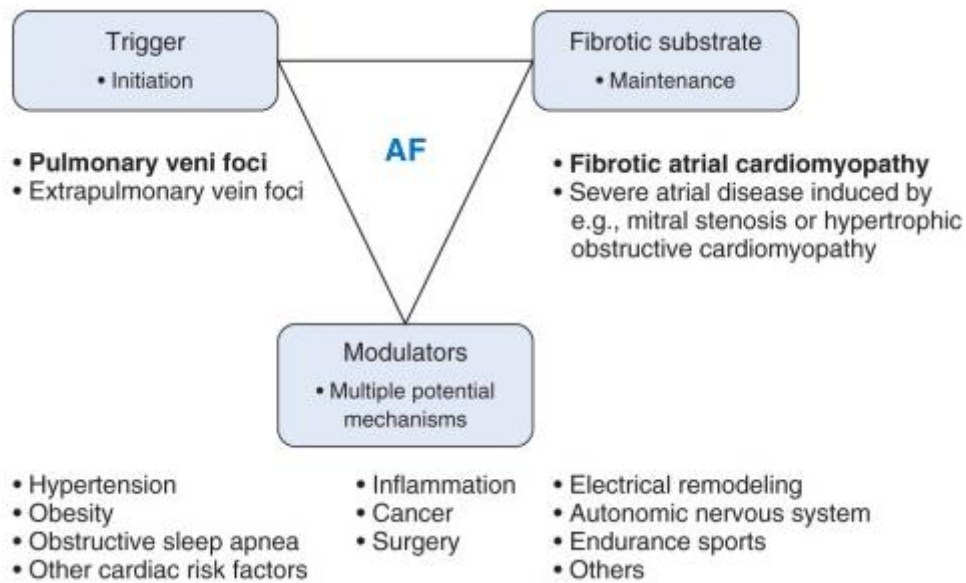 Trigger
• Initiation
Fibrotic substrate
• Maintenance
AF
• Pulmonary veni foci
• Extrapulmonary vein foci
• Fibrotic atrial cardiomyopathy
• Severe atrial disease induced by
e.g., mitral stenosis or hypertrophic
obstructive cardiomyopathy
Modulators
• Multiple potential
mechanisms
• Hypertension
• Obesity
• Obstructive sleep apnea
• Other cardiac risk factors
• Inflammation
• Cancer
• Surgery
• Electrical remodeling
• Autonomic nervous system
• Endurance sports
• Others